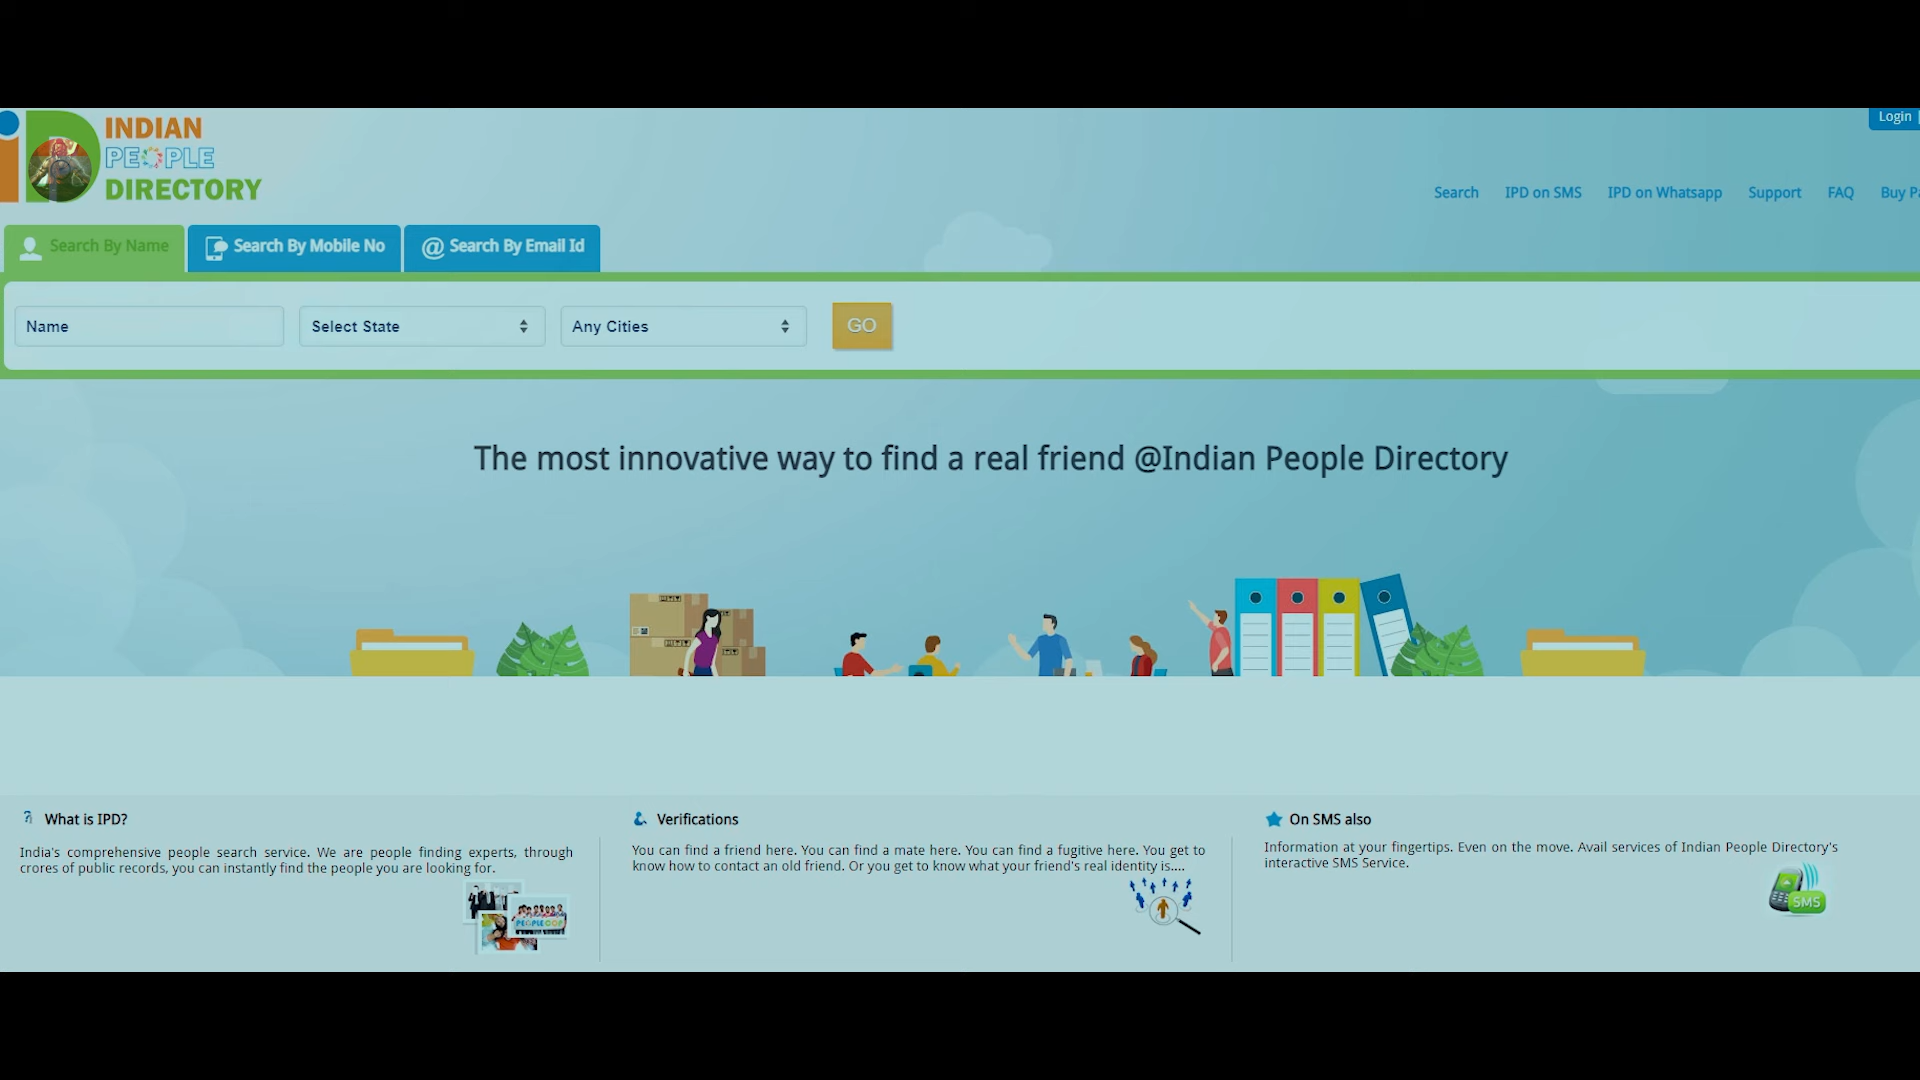 INDIAN
PEOPLE
DIRECTORY
Login |
Search IPD on SMS IPD on Whatsapp Support FAQ Buy
Search By Name Search By Mobile No @ Search By Email Id
Name Select State Any Cities GO
The most innovative way to find a real friend @Indian People Directory
What is IPD?
India's comprehensive people search service. We are people finding experts, through
crores of public records, you can instantly find the people you are looking for.
Verifications
You can find a friend here. You can find a mate here. You can find a fugitive here. You get to
know how to contact an old friend. Or you get to know what your friend's real identity is....
On SMS also
Information at your fingertips. Even on the move. Avail services of Indian People Directory's
interactive SMS Service.
SMS